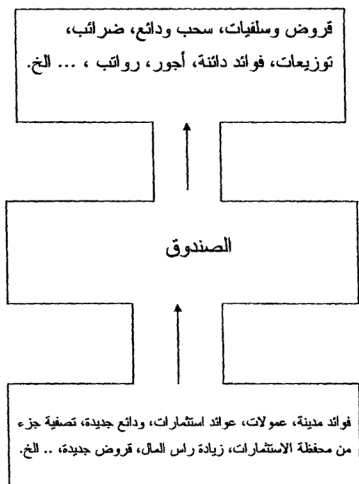 قروض وسلفيات، سحب ودائع، ضرائب،
توزيعات، فوائد دائنة، أجور، رواتب ، ... الخ.
الصندوق
فوائد مدينة، عمولات، عوائد استثمارات، ودائع جديدة، تصفية جزء
من محفظة الاستثمارات، زيادة راس المال، قروض جديدة، .. الخ.